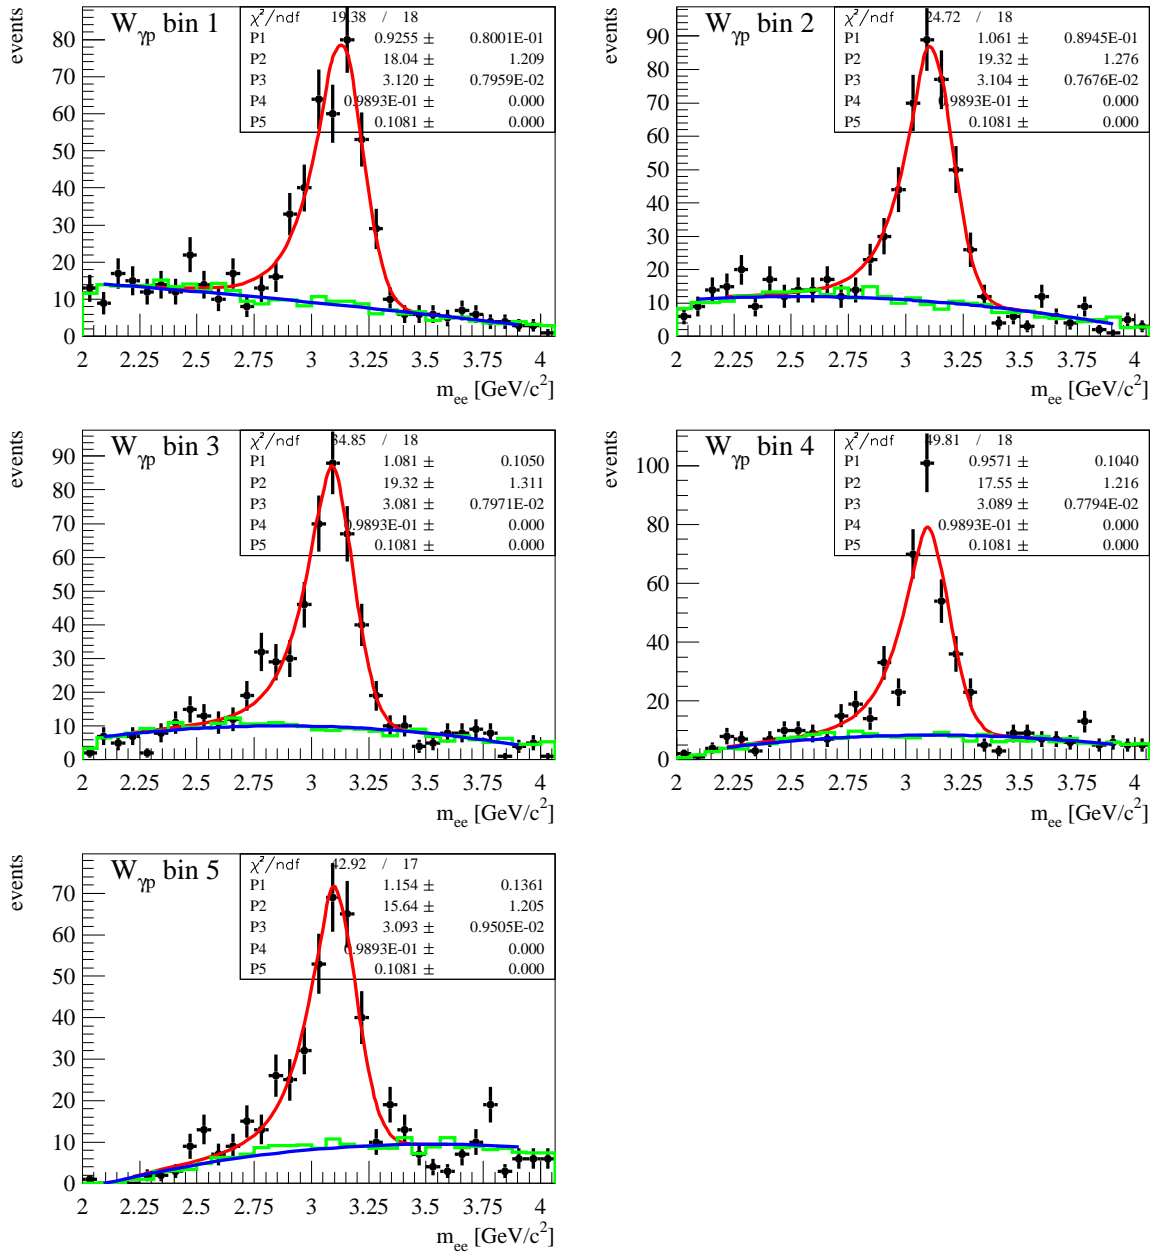 events
W_γp bin 1
χ²/ndf 19.38 / 18
P1 0.9255 ± 0.8001E-01
P2 18.04 ± 1.209
P3 3.120 ± 0.7959E-02
P4 0.9893E-01 ± 0.000
P5 0.1081 ± 0.000
80
70
60
50
40
30
20
10
0
2 2.25 2.5 2.75 3 3.25 3.5 3.75 4
m_ee [GeV/c²]
events
W_γp bin 2
χ²/ndf 24.72 / 18
P1 1.061 ± 0.8945E-01
P2 19.32 ± 1.276
P3 3.104 ± 0.7676E-02
P4 0.9893E-01 ± 0.000
P5 0.1081 ± 0.000
90
80
70
60
50
40
30
20
10
0
2 2.25 2.5 2.75 3 3.25 3.5 3.75 4
m_ee [GeV/c²]
events
W_γp bin 3
χ²/ndf 34.85 / 18
P1 1.081 ± 0.1050
P2 19.32 ± 1.311
P3 3.081 ± 0.7971E-02
P4 0.9893E-01 ± 0.000
P5 0.1081 ± 0.000
90
80
70
60
50
40
30
20
10
0
2 2.25 2.5 2.75 3 3.25 3.5 3.75 4
m_ee [GeV/c²]
events
W_γp bin 4
χ²/ndf 49.81 / 18
P1 0.9571 ± 0.1040
P2 17.55 ± 1.216
P3 3.089 ± 0.7794E-02
P4 0.9893E-01 ± 0.000
P5 0.1081 ± 0.000
100
80
60
40
20
0
2 2.25 2.5 2.75 3 3.25 3.5 3.75 4
m_ee [GeV/c²]
events
W_γp bin 5
χ²/ndf 42.92 / 17
P1 1.154 ± 0.1361
P2 15.64 ± 1.205
P3 3.093 ± 0.9505E-02
P4 0.9893E-01 ± 0.000
P5 0.1081 ± 0.000
70
60
50
40
30
20
10
0
2 2.25 2.5 2.75 3 3.25 3.5 3.75 4
m_ee [GeV/c²]